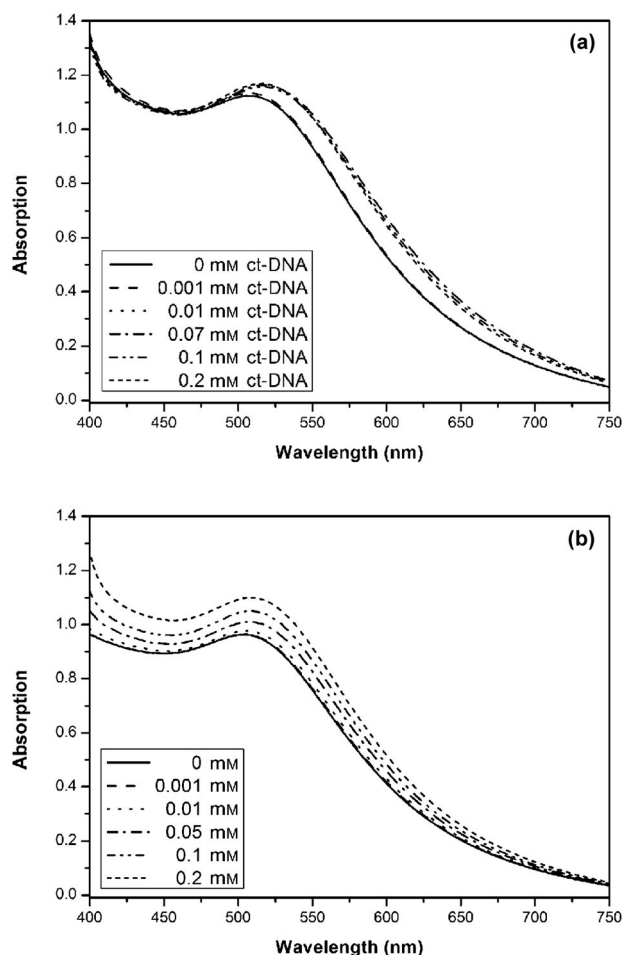 (a)
1.4
1.2
1.0
0.8
0.6
0.4
0.2
0.0
Absorption
0 mM ct-DNA
0.001 mM ct-DNA
0.01 mM ct-DNA
0.07 mM ct-DNA
0.1 mM ct-DNA
0.2 mM ct-DNA
400 450 500 550 600 650 700 750
Wavelength (nm)
(b)
1.4
1.2
1.0
0.8
0.6
0.4
0.2
0.0
Absorption
0 mM
0.001 mM
0.01 mM
0.05 mM
0.1 mM
0.2 mM
400 450 500 550 600 650 700 750
Wavelength (nm)